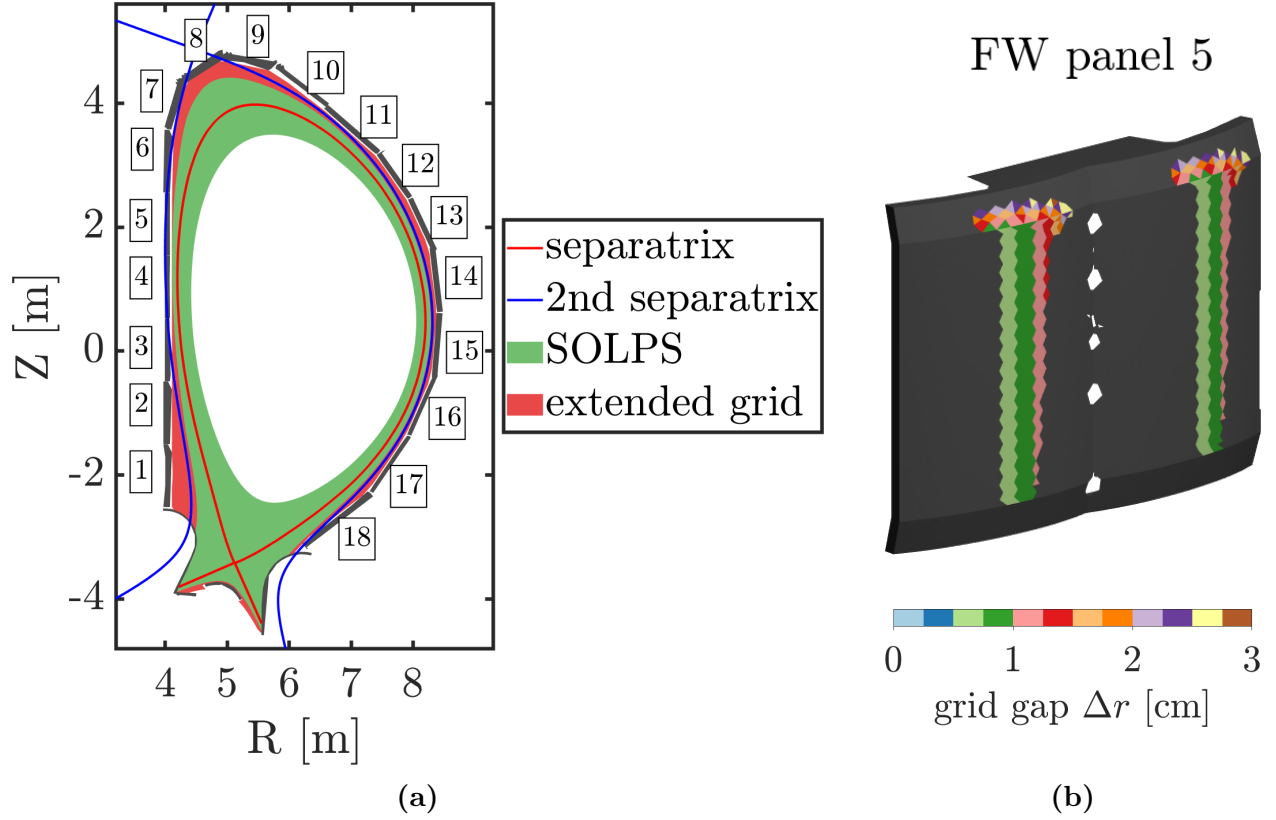 FW panel 5
8
9
10
7
4
11
6
12
5
2
13
separatrix
4
14
2nd separatrix
Z [m]
3
0
15
SOLPS
2
16
extended grid
1
-2
17
18
-4
4 5 6 7 8
R [m]
0 1 2 3
grid gap Δr [cm]
(a)
(b)